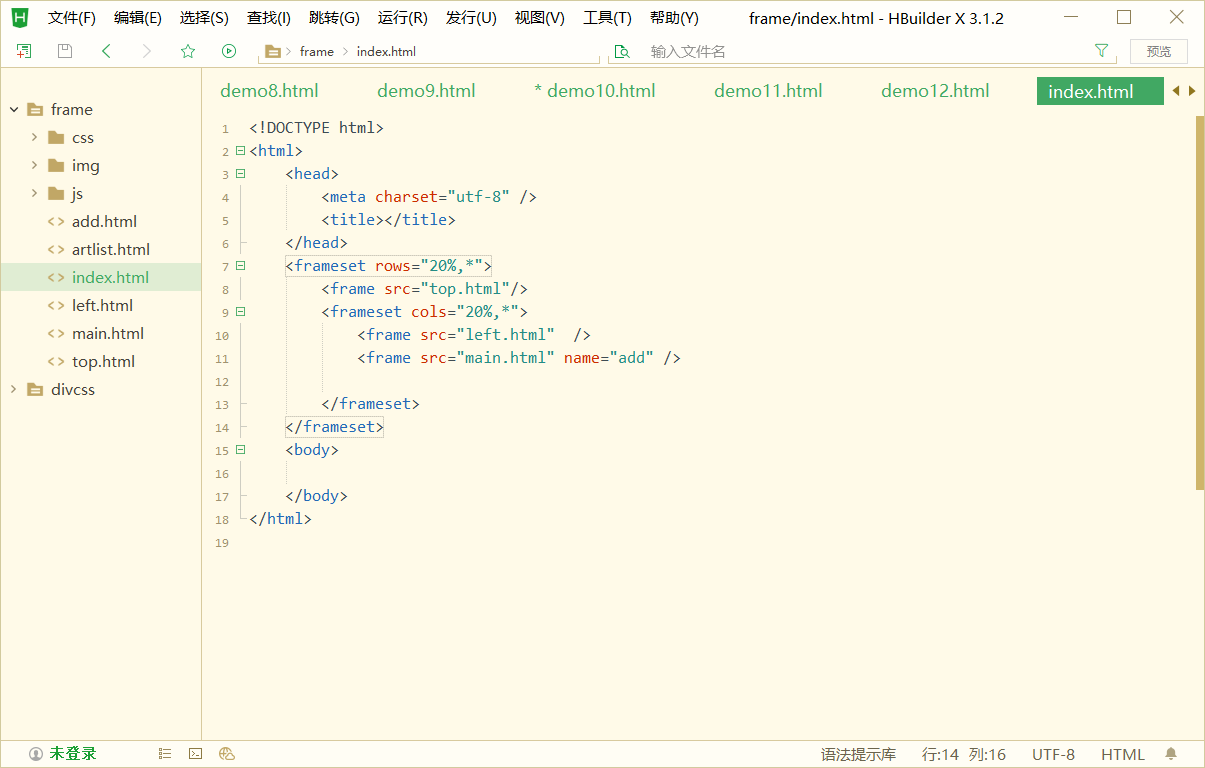 H 文件(F) 编辑(E) 选择(S) 查找(I) 跳转(G) 运行(R) 发行(U) 视图(V) 工具(T) 帮助(Y) frame/index.html - HBuilder X 3.1.2
frame index.html 输入文件名 预览
demo8.html demo9.html * demo10.html demo11.html demo12.html index.html
frame
css
img
js
add.html
artlist.html
index.html
left.html
main.html
top.html
divcss
1 <!DOCTYPE html>
2 <html>
3 <head>
4 <meta charset="utf-8" />
5 <title></title>
6 </head>
7 <frameset rows="20%,*">
8 <frame src="top.html"/>
9 <frameset cols="20%,*">
10 <frame src="left.html"  />
11 <frame src="main.html" name="add" />
12
13 </frameset>
14 </frameset>
15 <body>
16
17 </body>
18 </html>
19
未登录 语法提示库 行:14 列:16 UTF-8 HTML